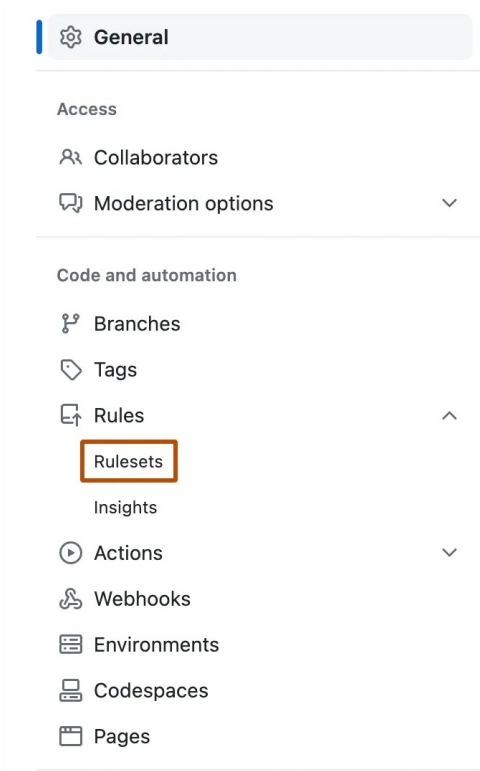 General
Access
Collaborators
Moderation options
Code and automation
Branches
Tags
Rules
Rulesets
Insights
Actions
Webhooks
Environments
Codespaces
Pages